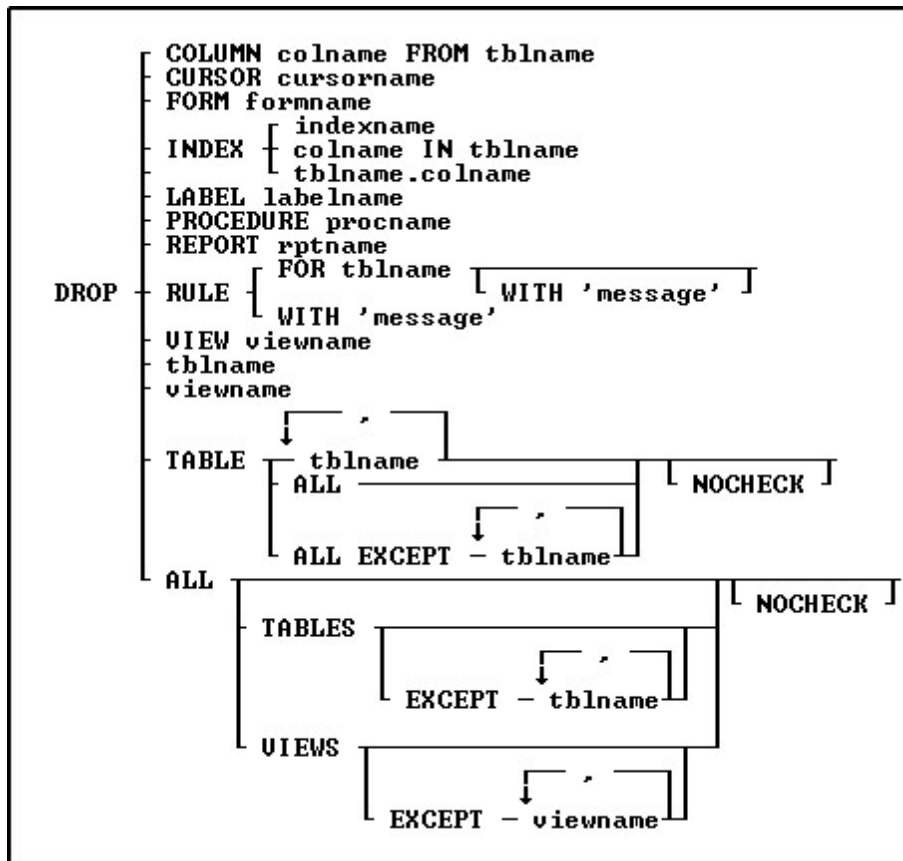 COLUMN colname FROM tblname
CURSOR cursorname
FORM formname
indexname
INDEX colname IN tblname
tblname.colname
LABEL labelname
PROCEDURE procname
REPORT rptname
FOR tblname
DROP RULE WITH 'message'
WITH 'message'
VIEW viewname
tblname
viewname
,
TABLE tblname
ALL NOCHECK
,
ALL EXCEPT tblname
ALL
NOCHECK
TABLES
,
EXCEPT tblname
VIEWS
,
EXCEPT viewname